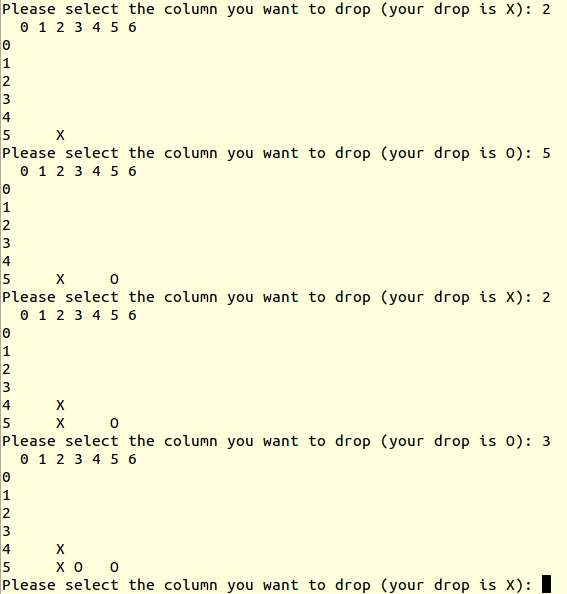 Please select the column you want to drop (your drop is X): 2
  0 1 2 3 4 5 6
0
1
2
3
4
5     X
Please select the column you want to drop (your drop is O): 5
  0 1 2 3 4 5 6
0
1
2
3
4
5     X     O
Please select the column you want to drop (your drop is X): 2
  0 1 2 3 4 5 6
0
1
2
3
4     X
5     X     O
Please select the column you want to drop (your drop is O): 3
  0 1 2 3 4 5 6
0
1
2
3
4     X
5     X O   O
Please select the column you want to drop (your drop is X):